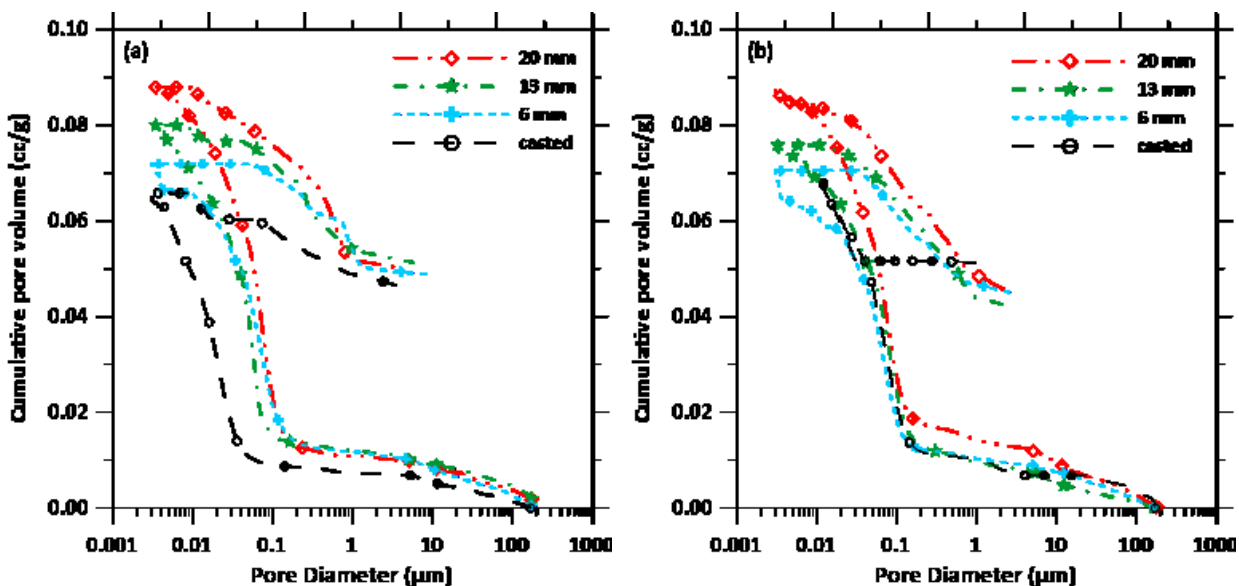 (a)
20 mm
13 mm
6 mm
casted
0.10
0.08
0.06
0.04
0.02
0.00
Cumulative pore volume (cc/g)
0.001 0.01 0.1 1 10 100 1000
Pore Diameter (µm)
(b)
20 mm
13 mm
6 mm
casted
0.10
0.08
0.06
0.04
0.02
0.00
Cumulative pore volume (cc/g)
0.001 0.01 0.1 1 10 100 1000
Pore Diameter (µm)